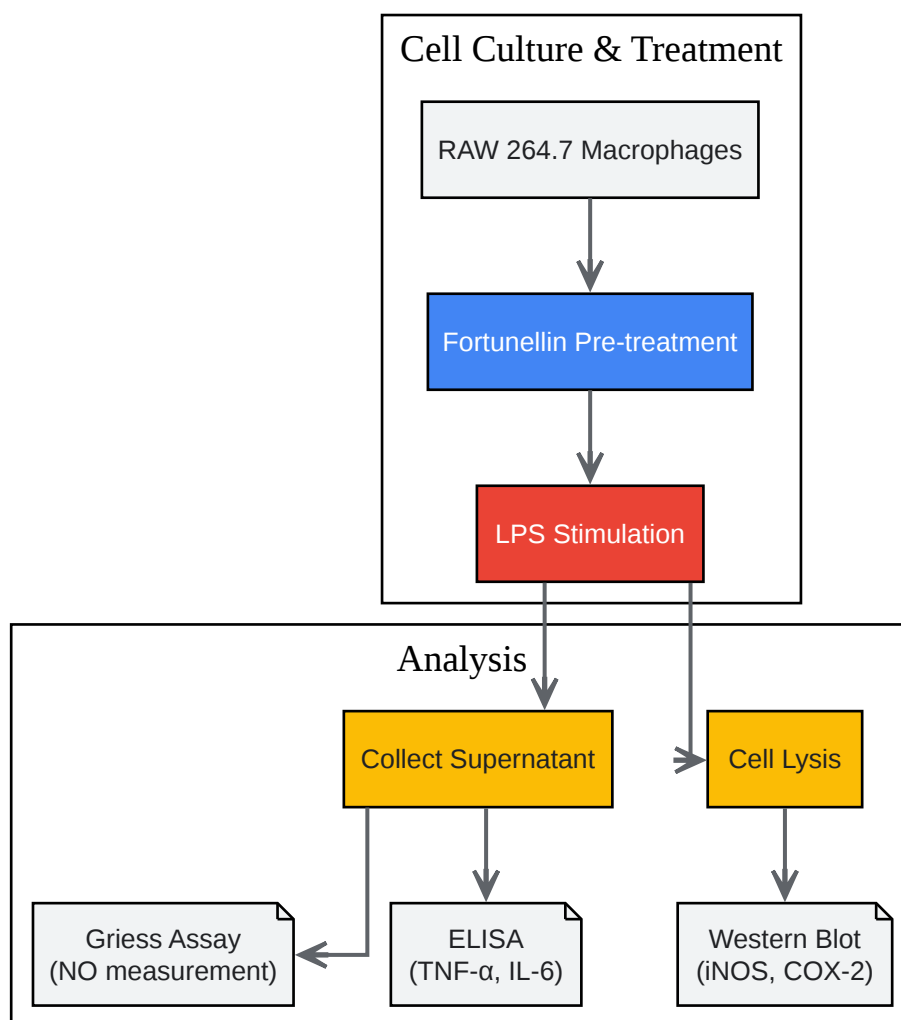 Cell Culture & Treatment
RAW 264.7 Macrophages
Fortunellin Pre-treatment
LPS Stimulation
Analysis
Collect Supernatant
Cell Lysis
Griess Assay
(NO measurement)
ELISA
(TNF-α, IL-6)
Western Blot
(iNOS, COX-2)